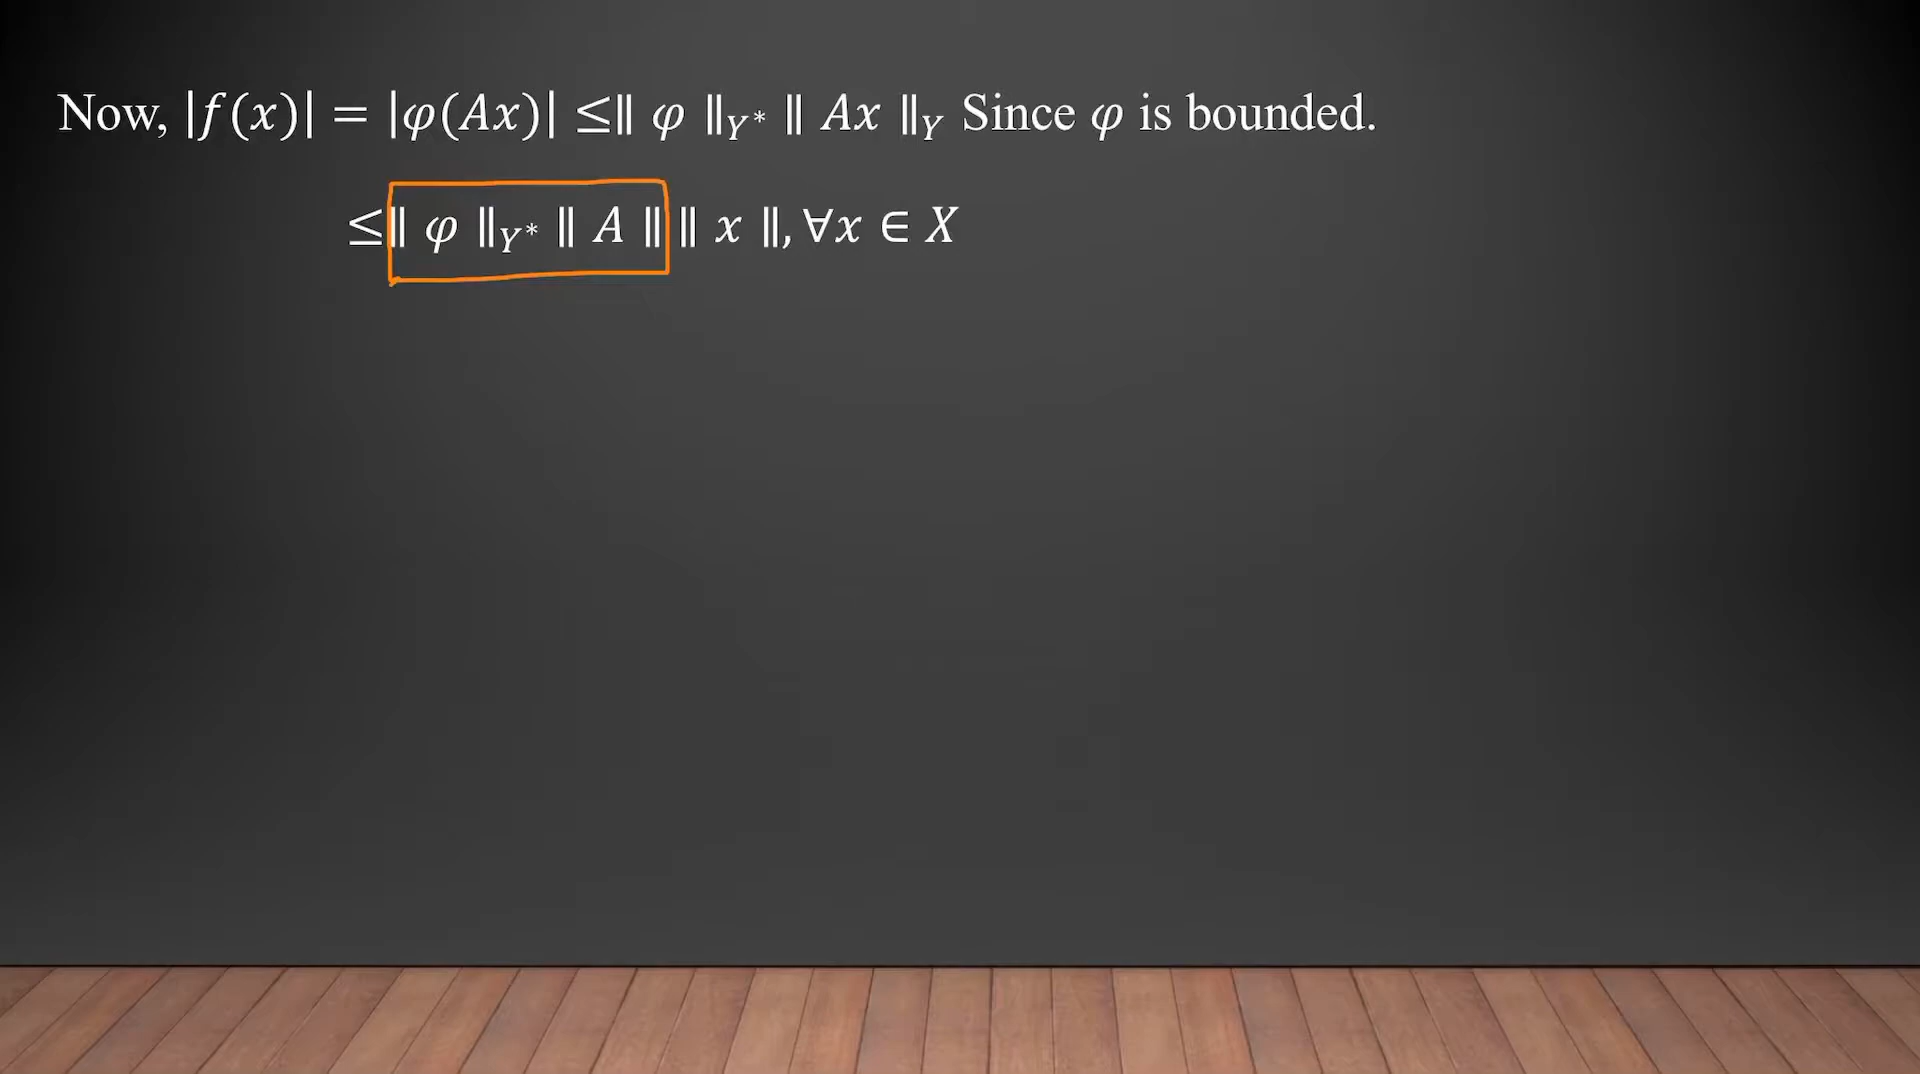 Now, |f(x)| = |φ(Ax)| ≤∥ φ ∥_{Y*} ∥ Ax ∥_Y Since φ is bounded.
≤∥ φ ∥_{Y*} ∥ A ∥ ∥ x ∥, ∀x ∈ X